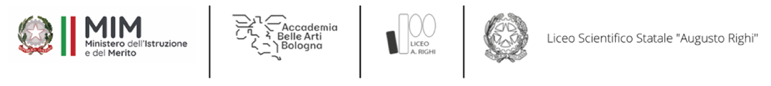 MIM
Ministero dell'Istruzione
e del Merito
Accademia
Belle Arti
Bologna
LICEO
A. RIGHI
Liceo Scientifico Statale "Augusto Righi"